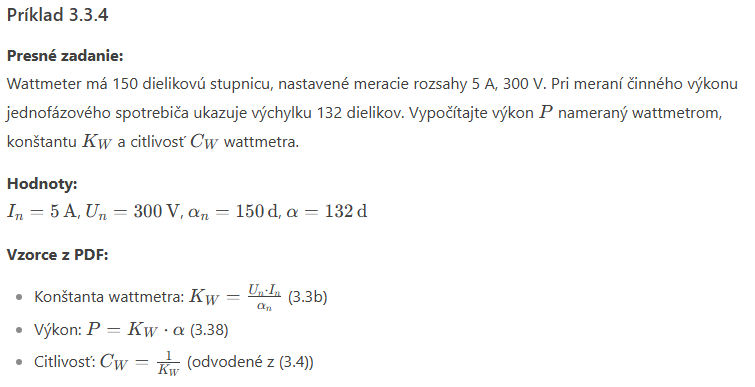 Príklad 3.3.4
Presné zadanie:
Wattmeter má 150 dielikovú stupnicu, nastavené meracie rozsahy 5 A, 300 V. Pri meraní činného výkonu
jednofázového spotrebiča ukazuje výchylku 132 dielikov. Vypočítajte výkon P nameraný wattmetrom,
konštantu K_W a citlivosť C_W wattmetra.
Hodnoty:
I_n = 5 A, U_n = 300 V, α_n = 150 d, α = 132 d
Vzorce z PDF:
• Konštanta wattmetra: K_W = \frac{U_n·I_n}{α_n} (3.3b)
• Výkon: P = K_W · α (3.38)
• Citlivosť: C_W = \frac{1}{K_W} (odvodené z (3.4))